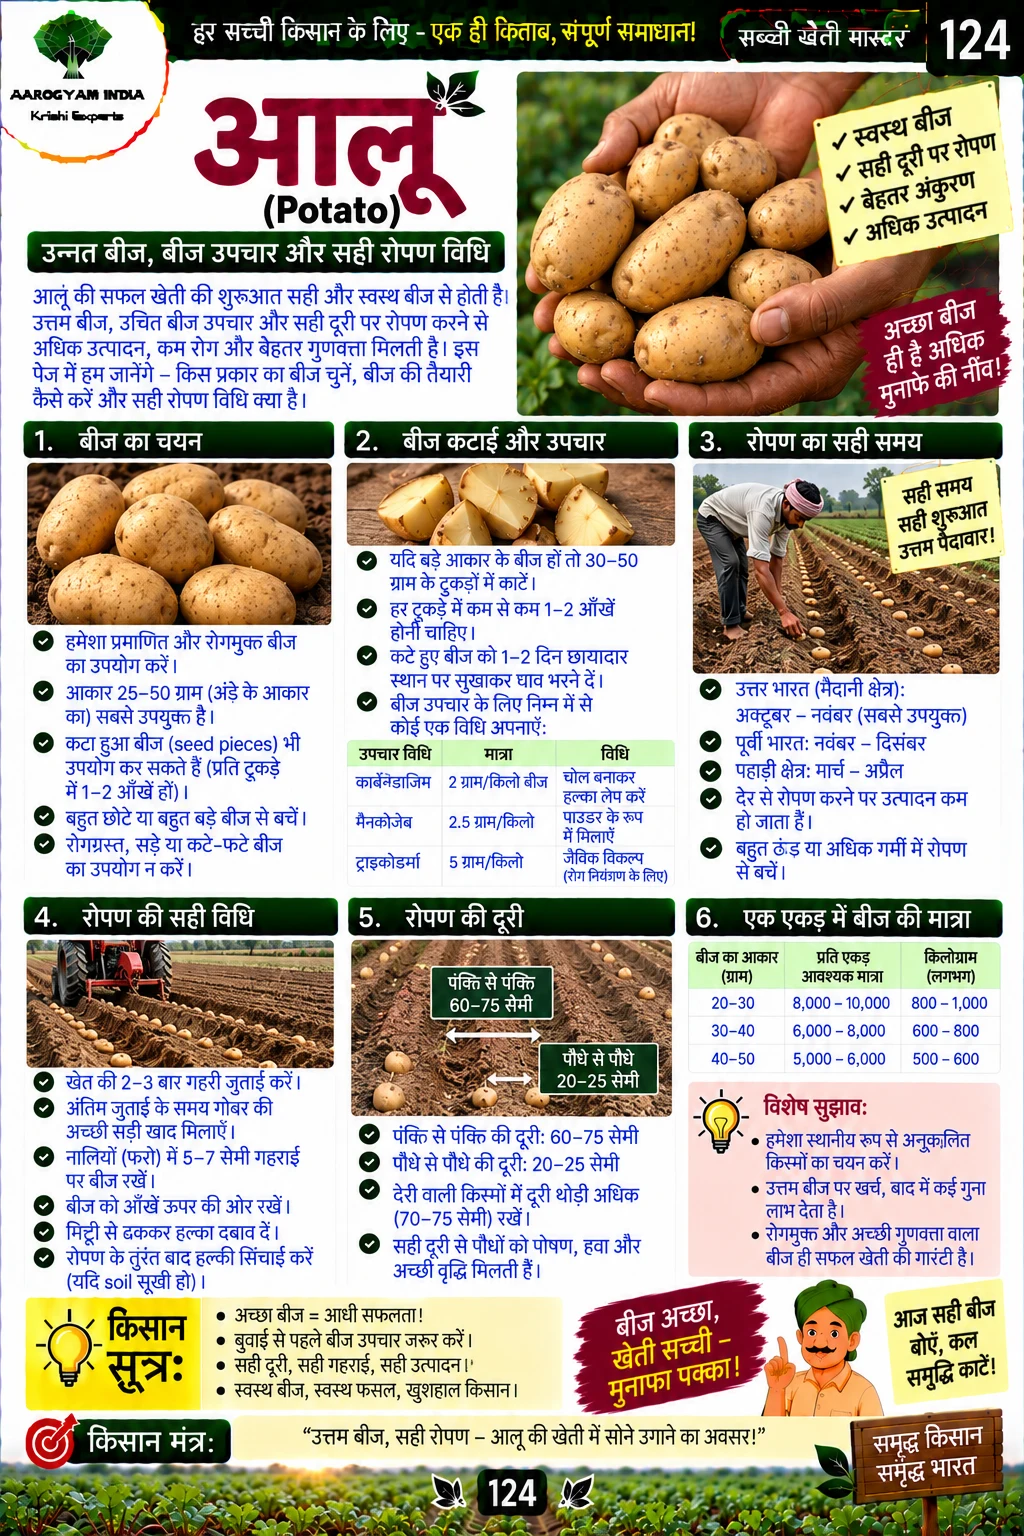 AAROGYAM INDIA
Krishi Experts
हर सच्ची किसान के लिए - एक ही किताब, संपूर्ण समाधान!
सब्जी खेती मास्टर
124
आलू
(Potato)
उन्नत बीज, बीज उपचार और सही रोपण विधि
आलू की सफल खेती की शुरूआत सही और स्वस्थ बीज से होती है।
उत्तम बीज, उचित बीज उपचार और सही दूरी पर रोपण करने से
अधिक उत्पादन, कम रोग और बेहतर गुणवत्ता मिलती है। इस
पेज में हम जानेंगे – किस प्रकार का बीज चुनें, बीज की तैयारी
कैसे करें और सही रोपण विधि क्या है।
✓ स्वस्थ बीज
✓ सही दूरी पर रोपण
✓ बेहतर अंकुरण
✓ अधिक उत्पादन
अच्छा बीज
ही है अधिक
मुनाफे की नींव!
1. बीज का चयन
हमेशा प्रमाणित और रोगमुक्त बीज
का उपयोग करें।
आकार 25–50 ग्राम (अंडे के आकार
का) सबसे उपयुक्त है।
कटा हुआ बीज (seed pieces) भी
उपयोग कर सकते हैं (प्रति टुकड़े
में 1–2 आँखें हों)।
बहुत छोटे या बहुत बड़े बीज से बचें।
रोगग्रस्त, सड़े या कटे-फटे बीज
का उपयोग न करें।
2. बीज कटाई और उपचार
यदि बड़े आकार के बीज हों तो 30–50
ग्राम के टुकड़ों में काटें।
हर टुकड़े में कम से कम 1–2 आँखें
होनी चाहिए।
कटे हुए बीज को 1–2 दिन छायादार
स्थान पर सुखाकर घाव भरने दें।
बीज उपचार के लिए निम्न में से
कोई एक विधि अपनाएँ:
उपचार विधि मात्रा विधि
कार्बेन्डाजिम 2 ग्राम/किलो बीज घोल बनाकर
हल्का लेप करें
मैनकोजेब 2.5 ग्राम/किलो पाउडर के रूप
में मिलाएँ
ट्राइकोडर्मा 5 ग्राम/किलो जैविक विकल्प
(रोग नियंत्रण के लिए)
3. रोपण का सही समय
सही समय
सही शुरूआत
उत्तम पैदावार!
उत्तर भारत (मैदानी क्षेत्र):
अक्टूबर – नवंबर (सबसे उपयुक्त)
पूर्वी भारत: नवंबर – दिसंबर
पहाड़ी क्षेत्र: मार्च – अप्रैल
देर से रोपण करने पर उत्पादन कम
हो जाता है।
बहुत ठंड या अधिक गर्मी में रोपण
से बचें।
4. रोपण की सही विधि
खेत की 2–3 बार गहरी जुताई करें।
अंतिम जुताई के समय गोबर की
अच्छी सड़ी खाद मिलाएँ।
नालियों (फरो) में 5–7 सेमी गहराई
पर बीज रखें।
बीज को आँखें ऊपर की ओर रखें।
मिट्टी से ढककर हल्का दबाव दें।
रोपण के तुंरंत बाद हल्की सिंचाई करें
(यदि soil सूखी हो)।
5. रोपण की दूरी
पंक्ति से पंक्ति
60–75 सेमी
पौधे से पौधे
20–25 सेमी
पंक्ति से पंक्ति की दूरी: 60–75 सेमी
पौधे से पौधे की दूरी: 20–25 सेमी
देरी वाली किस्मों में दूरी थोड़ी अधिक
(70–75 सेमी) रखें।
सही दूरी से पौधों को पोषण, हवा और
अच्छी वृद्धि मिलती हैं।
6. एक एकड़ में बीज की मात्रा
बीज का आकार प्रति एकड़ किलोग्राम
(ग्राम) आवश्यक मात्रा (लगभग)
20–30 8,000 – 10,000 800 – 1,000
30–40 6,000 – 8,000 600 – 800
40–50 5,000 – 6,000 500 – 600
विशेष सुझाव:
• हमेशा स्थानीय रूप से अनुकूलित
किस्मों का चयन करें।
• उत्तम बीज पर खर्च, बाद में कई गुना
लाभ देता है।
• रोगमुक्त और अच्छी गुणवत्ता वाला
बीज ही सफल खेती की गारंटी है।
किसान
सूत्र:
• अच्छा बीज = आधी सफलता!
• बुवाई से पहले बीज उपचार जरूर करें।
• सही दूरी, सही गहराई, सही उत्पादन।
• स्वस्थ बीज, स्वस्थ फसल, खुशहाल किसान।
बीज अच्छा,
खेती सच्ची –
मुनाफा पक्का!
आज सही बीज
बोएँ, कल
समृद्धि काटें!
किसान मंत्र:
“उत्तम बीज, सही रोपण – आलू की खेती में सोने उगाने का अवसर!”
समृद्ध किसान
समृंद्ध भारत
124